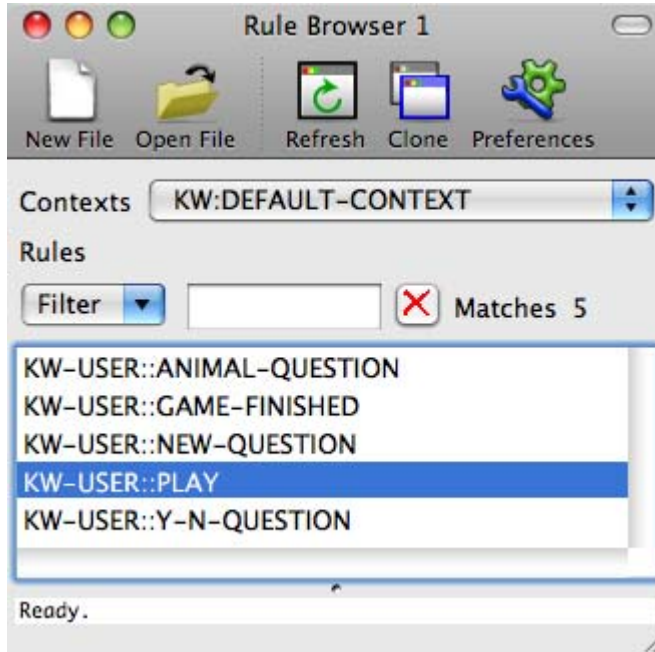 Rule Browser 1
New File Open File Refresh Clone Preferences
Contexts KW:DEFAULT-CONTEXT
Rules
Filter Matches 5
KW-USER::ANIMAL-QUESTION
KW-USER::GAME-FINISHED
KW-USER::NEW-QUESTION
KW-USER::PLAY
KW-USER::Y-N-QUESTION
Ready.